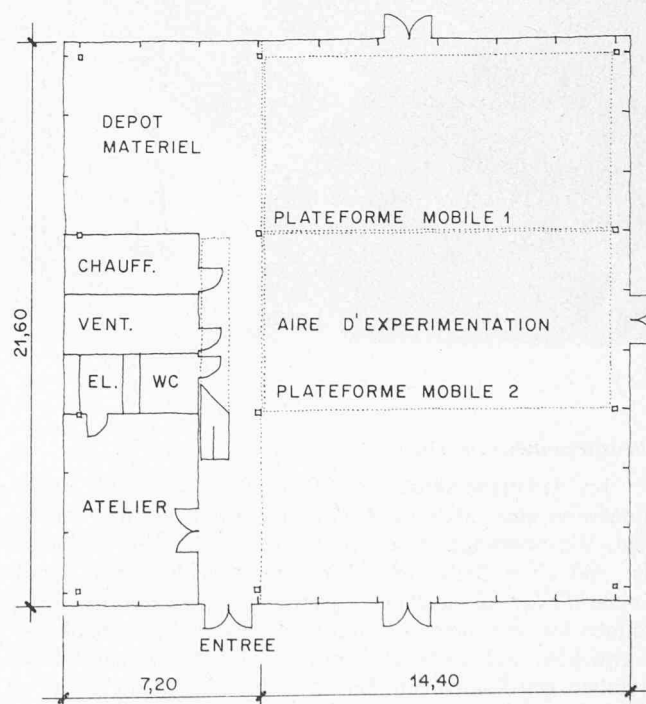 DEPOT
MATERIEL
PLATEFORME MOBILE 1
CHAUFF.
VENT.
AIRE D'EXPERIMENTATION
EL.
WC
PLATEFORME MOBILE 2
21,60
ATELIER
ENTREE
7,20
14,40